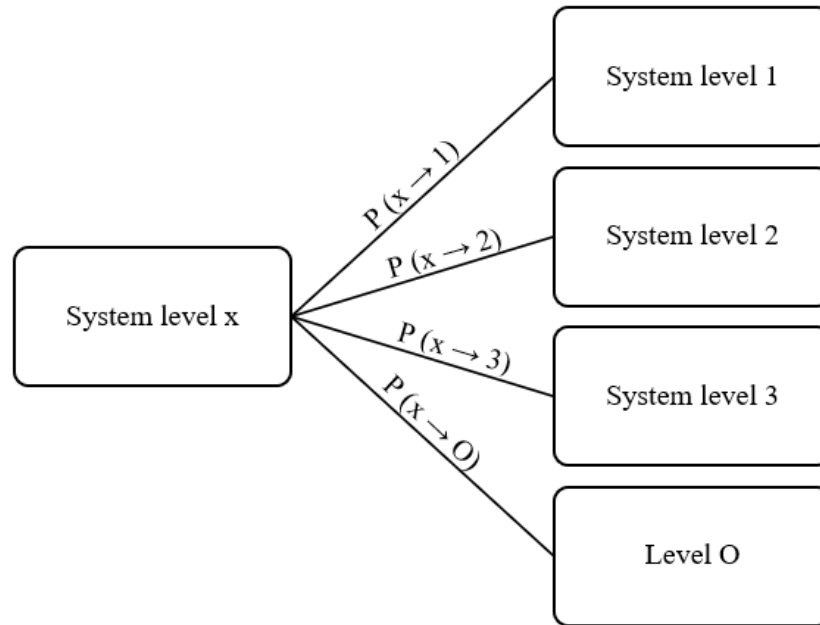 System level 1
P (x → 1)
System level 2
P (x → 2)
System level x
P (x → 3)
System level 3
P (x → O)
Level O